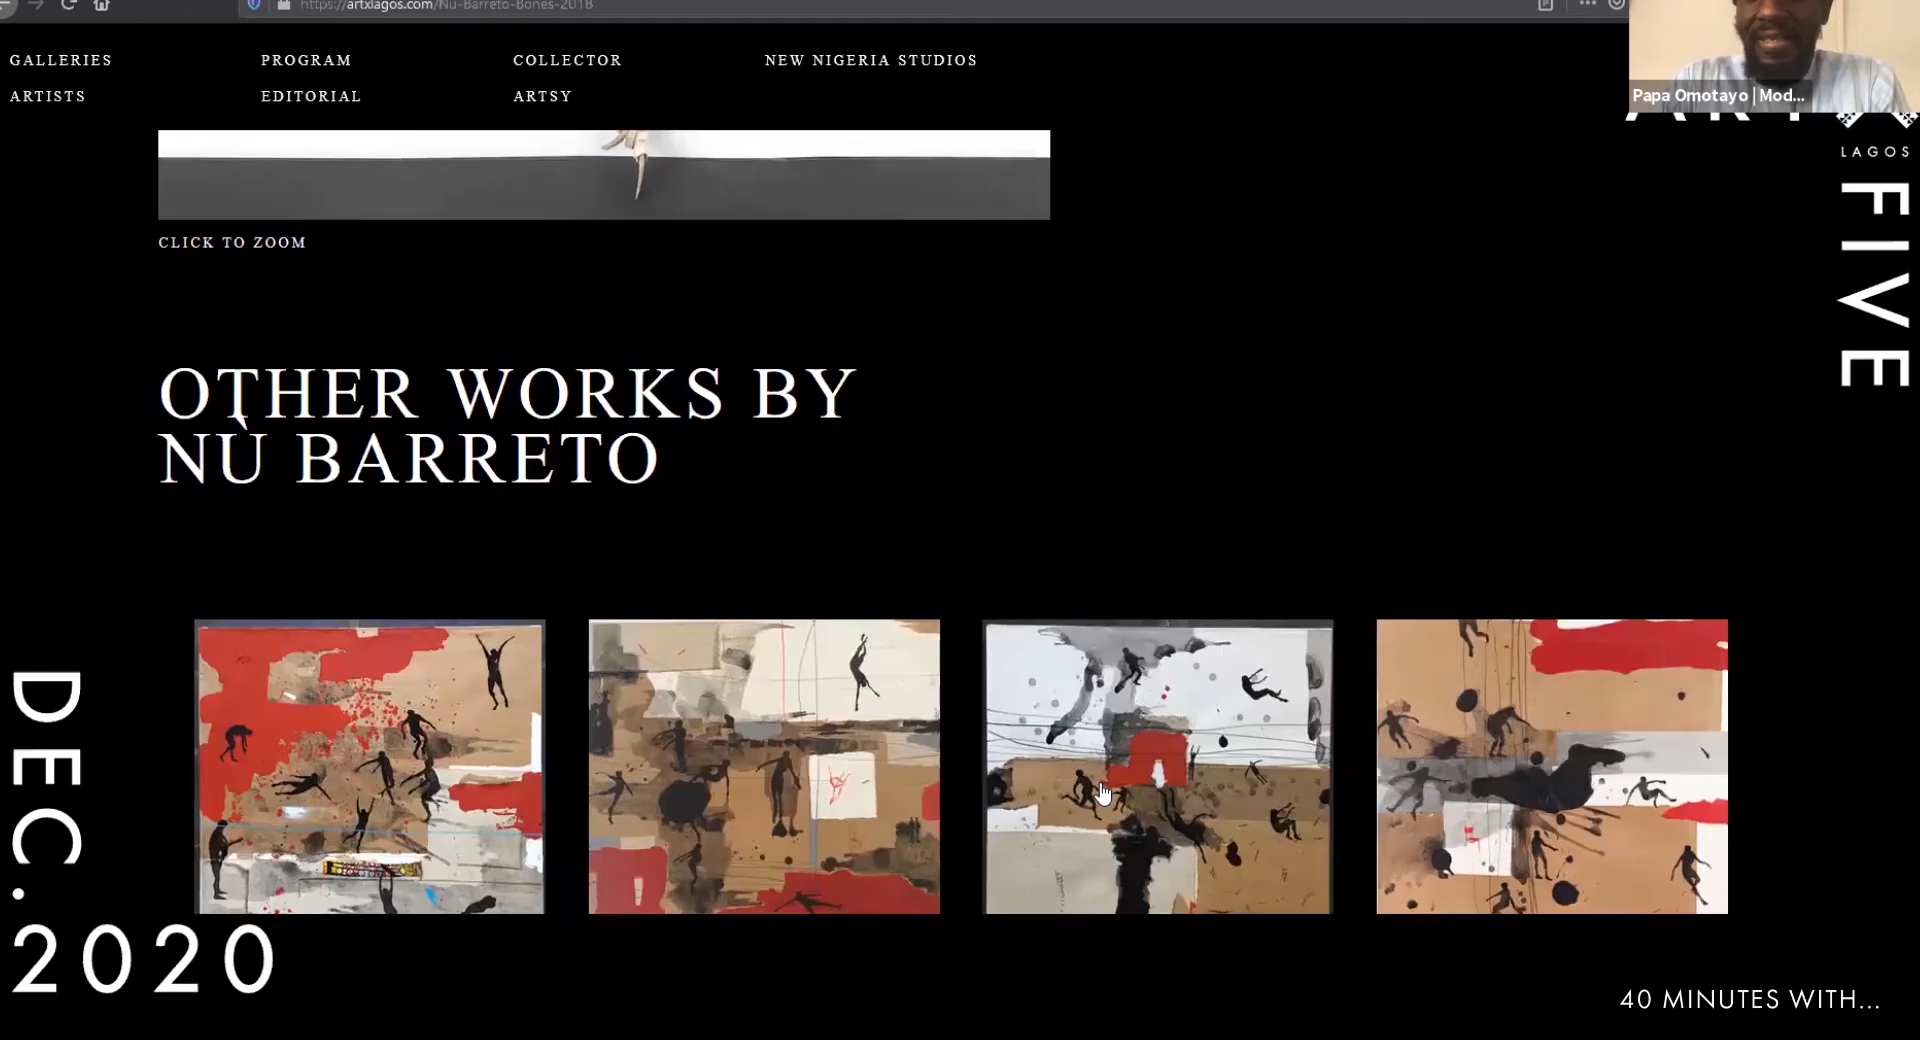 https://artxlagos.com/Nu-Barreto-Bones-2018
GALLERIES
PROGRAM
COLLECTOR
NEW NIGERIA STUDIOS
ARTISTS
EDITORIAL
ARTSY
Papa Omotayo | Mod...
LAGOS
FIVE
CLICK TO ZOOM
OTHER WORKS BY
NÙ BARRETO
DEC.
2020
40 MINUTES WITH...